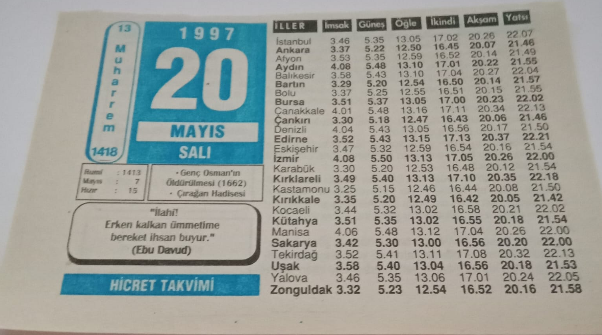 13
Muharrem
1418
1997
20
MAYIS
SALI
Rumi : 1413
Mayıs : 7
Hızır : 15
• Genç Osman'ın
Öldürülmesi (1662)
• Çırağan Hadisesi
"İlahi!
Erken kalkan ümmetime
bereket ihsan buyur."
(Ebu Davud)
HİCRET TAKVİMİ
İLLER İmsak Güneş Öğle İkindi Akşam Yatsı
İstanbul 3.46 5.35 13.05 17.02 20.26 22.07
Ankara 3.37 5.22 12.50 16.45 20.07 21.46
Afyon 3.53 5.35 12.59 16.52 20.14 21.49
Aydın 4.08 5.48 13.10 17.01 20.22 21.55
Balıkesir 3.58 5.43 13.10 17.04 20.27 22.04
Bartın 3.29 5.20 12.54 16.50 20.14 21.57
Bolu 3.37 5.25 12.55 16.51 20.15 21.55
Bursa 3.51 5.37 13.05 17.00 20.23 22.02
Çanakkale 4.01 5.48 13.16 17.11 20.34 22.13
Çankırı 3.30 5.18 12.47 16.43 20.06 21.46
Denizli 4.04 5.43 13.05 16.56 20.17 21.50
Edirne 3.52 5.43 13.15 17.13 20.37 22.21
Eskişehir 3.47 5.32 12.59 16.54 20.16 21.54
İzmir 4.08 5.50 13.13 17.05 20.26 22.00
Karabük 3.30 5.20 12.53 16.48 20.12 21.54
Kırklareli 3.49 5.40 13.13 17.10 20.35 22.18
Kastamonu 3.25 5.15 12.46 16.44 20.08 21.50
Kırıkkale 3.35 5.20 12.49 16.42 20.05 21.42
Kocaeli 3.44 5.32 13.02 16.58 20.21 22.02
Kütahya 3.51 5.35 13.02 16.55 20.18 21.54
Manisa 4.06 5.48 13.12 17.04 20.26 22.00
Sakarya 3.42 5.30 13.00 16.56 20.20 22.00
Tekirdağ 3.52 5.41 13.11 17.08 20.32 22.13
Uşak 3.58 5.40 13.04 16.56 20.18 21.53
Yalova 3.46 5.35 13.06 17.01 20.24 22.05
Zonguldak 3.32 5.23 12.54 16.52 20.16 21.58